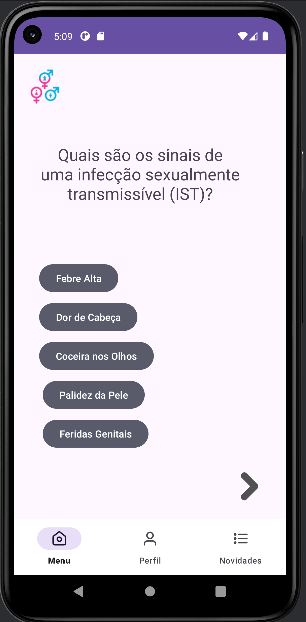 5:09
Quais são os sinais de
uma infecção sexualmente
transmissível (IST)?
Febre Alta
Dor de Cabeça
Coceira nos Olhos
Palidez da Pele
Feridas Genitais
Menu
Perfil
Novidades